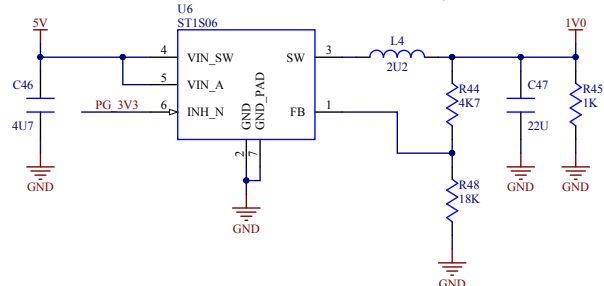 U6
ST1S06
5V
1V0
4
VIN_SW
SW
3
L4
2U2
5
VIN_A
C46
4U7
PG_3V3
6
INH_N
GND
GND_PAD
FB
1
R44
4K7
C47
22U
R45
1K
2
7
R48
18K
GND
GND
GND
GND
GND